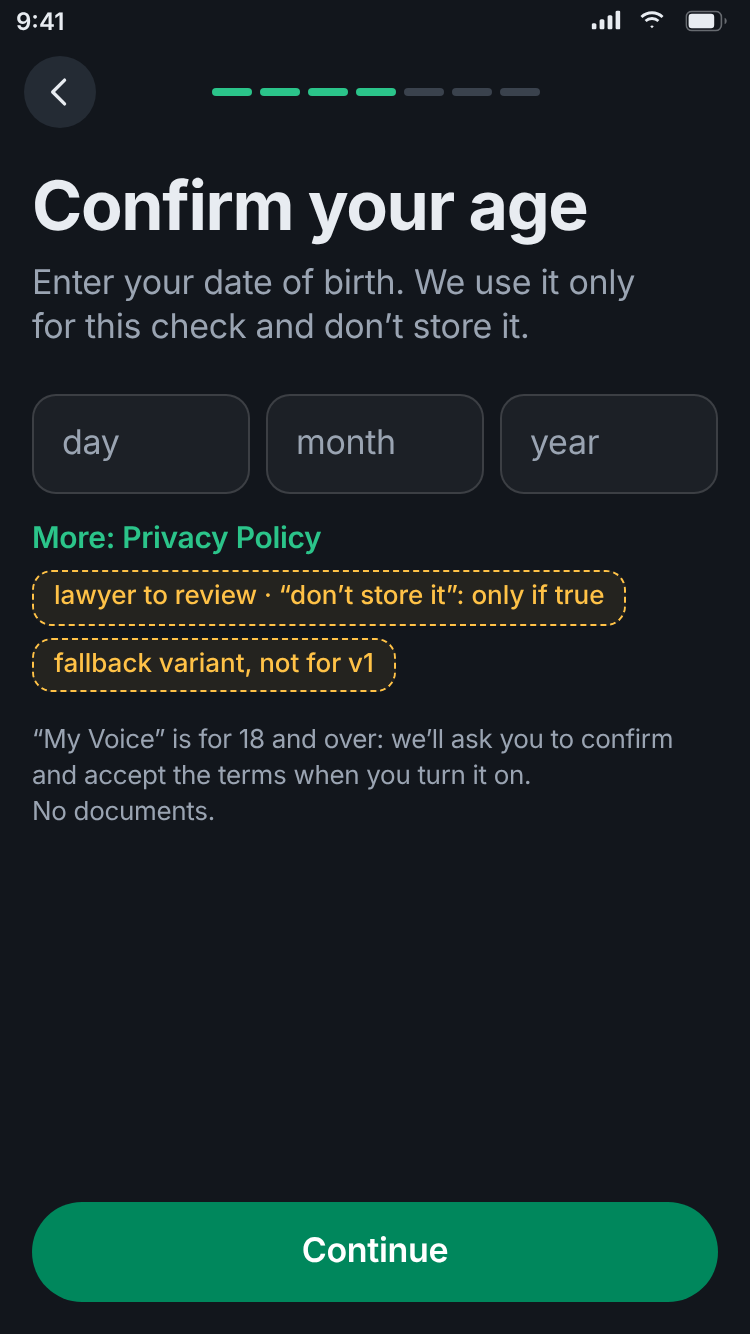 9:41
Confirm your age
Enter your date of birth. We use it only
for this check and don’t store it.
day
month
year
More: Privacy Policy
lawyer to review · “don’t store it”: only if true
fallback variant, not for v1
“My Voice” is for 18 and over: we’ll ask you to confirm
and accept the terms when you turn it on.
No documents.
Continue